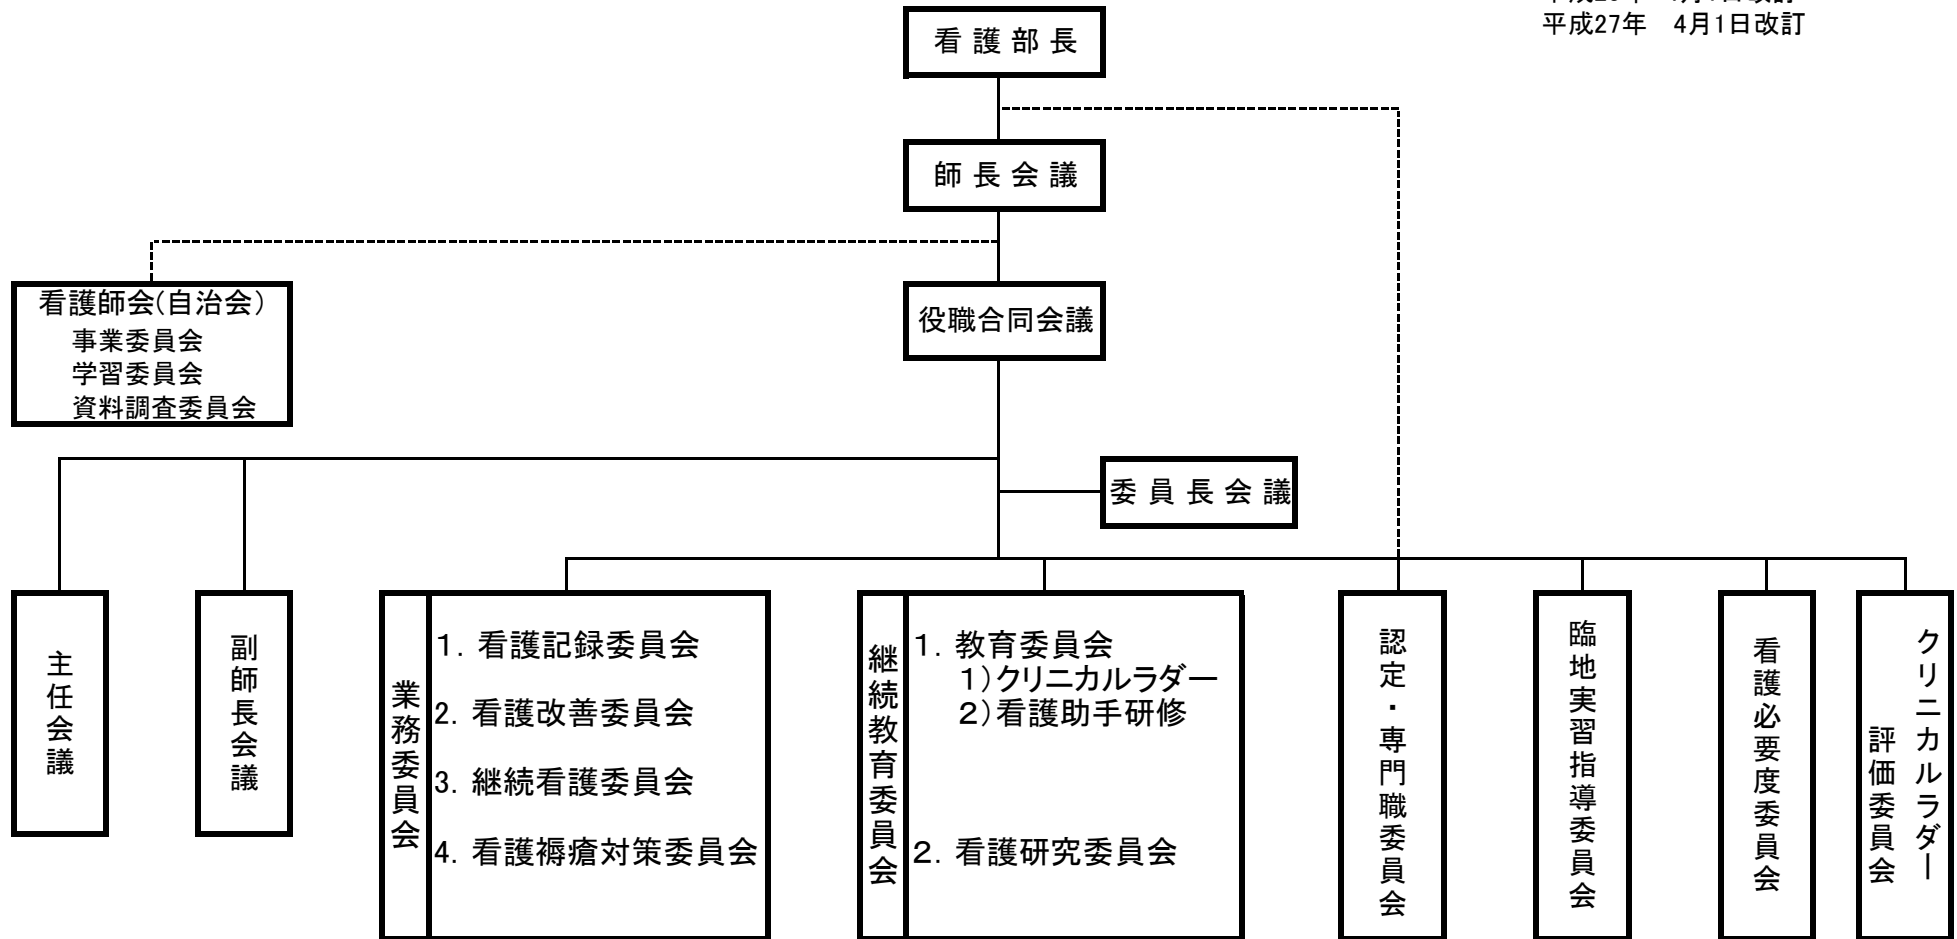 平成27年　4月1日改訂
看 護 部 長
師 長 会 議
看護師会(自治会)
事業委員会
学習委員会
資料調査委員会
役職合同会議
委 員 長 会 議
主任会議
副師長会議
業務委員会
1. 看護記録委員会
2. 看護改善委員会
3. 継続看護委員会
4. 看護褥瘡対策委員会
継続教育委員会
1. 教育委員会
1)クリニカルラダー
2)看護助手研修
2. 看護研究委員会
認定・専門職委員会
臨地実習指導委員会
看護必要度委員会
クリニカルラダー
評価委員会